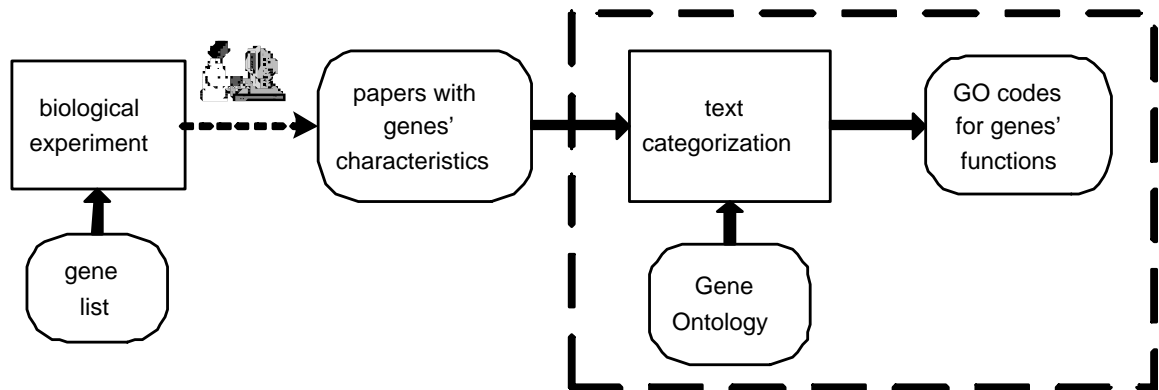 biological
experiment
gene
list
papers with
genes'
characteristics
text
categorization
Gene
Ontology
GO codes
for genes'
functions